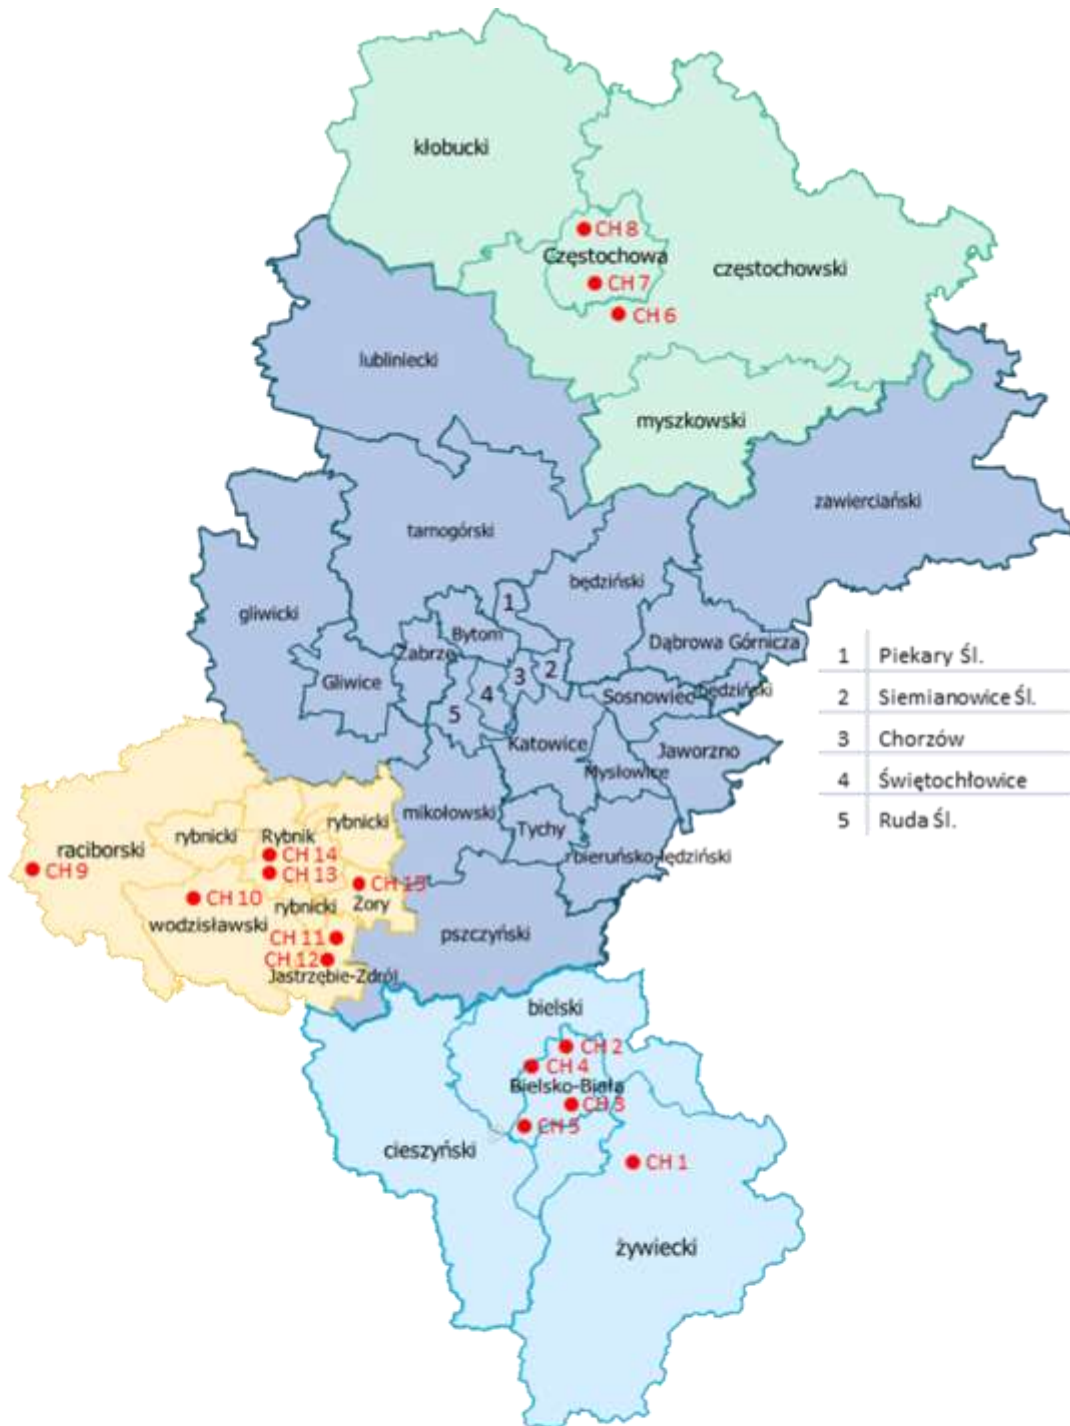 kłobucki
CH 8
Częstochowa
częstochowski
CH 7
CH 6
lubliniecki
myszkowski
zawierciański
tarnogórski
będziński
gliwicki
1
Bytom
Dąbrowa Górnicza
Zabrze
2
3
Gliwice
4
Sosnowiec
będziński
5
Katowice
Jaworzno
Mysłowice
1 Piekary Śl.
2 Siemianowice Śl.
3 Chorzów
4 Świętochłowice
5 Ruda Śl.
mikołowski
rybnicki
Rybnik
rybnicki
Tychy
raciborski
CH 14
bieruńsko-lędziński
CH 9
CH 13
CH 15
CH 10
rybnicki
Żory
wodzisławski
CH 11
pszczyński
CH 12
Jastrzębie-Zdrój
bielski
CH 2
CH 4
Bielsko-Biała
CH 3
CH 5
cieszyński
CH 1
żywiecki